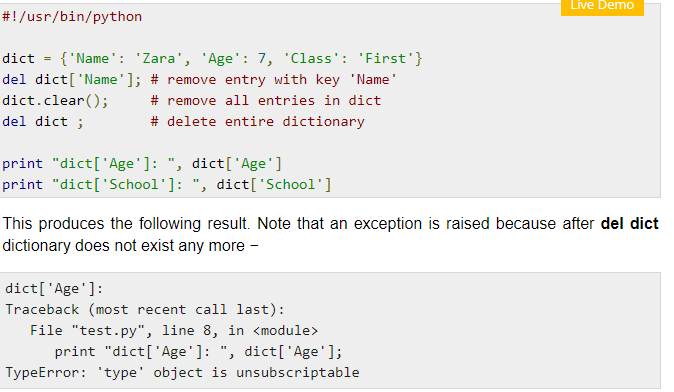 Live Demo
#!/usr/bin/python
dict = {'Name': 'Zara', 'Age': 7, 'Class': 'First'}
del dict['Name']; # remove entry with key 'Name'
dict.clear();     # remove all entries in dict
del dict ;        # delete entire dictionary
print "dict['Age']: ", dict['Age']
print "dict['School']: ", dict['School']
This produces the following result. Note that an exception is raised because after del dict
dictionary does not exist any more −
dict['Age']:
Traceback (most recent call last):
   File "test.py", line 8, in <module>
      print "dict['Age']: ", dict['Age'];
TypeError: 'type' object is unsubscriptable